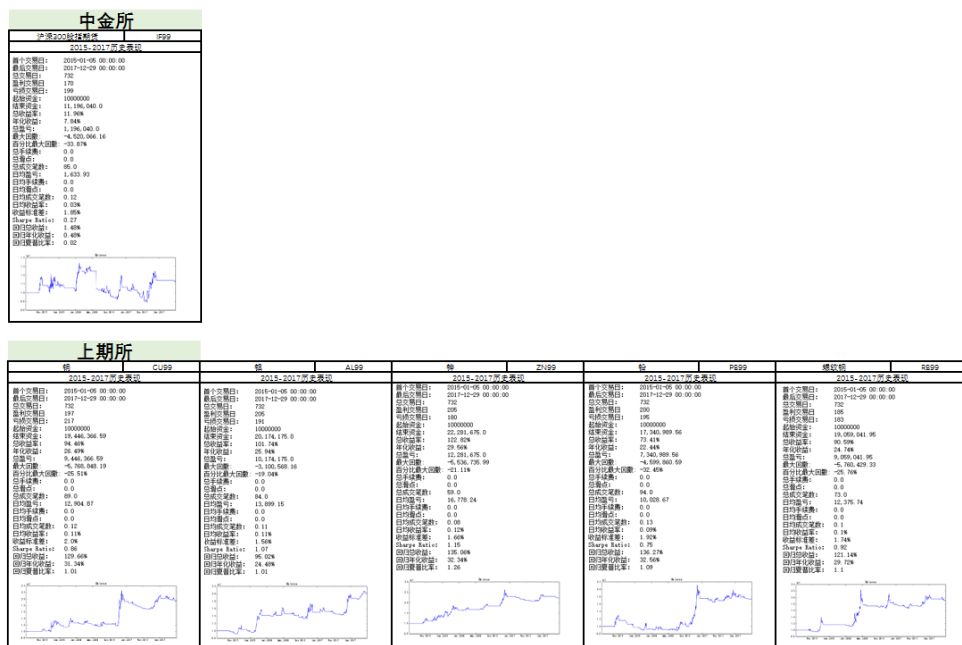 中金所
沪深300股指期货 IF99
2015-2017历史表现
首个交易日: 2015-01-05 00:00:00
最后交易日: 2017-12-29 00:00:00
总交易日: 732
盈利交易日 170
亏损交易日: 199
起始资金: 10000000
结束资金: 11,196,040.0
总收益率: 11.96%
年化收益: 7.84%
总盈亏: 1,196,040.0
最大回撤: -4,520,066.16
百分比最大回撤: -33.87%
总手续费: 0.0
总滑点: 0.0
总成交笔数: 85.0
日均盈亏: 1,633.93
日均手续费: 0.0
日均滑点: 0.0
日均成交笔数: 0.12
日均收益率: 0.03%
收益标准差: 1.85%
Sharpe Ratio: 0.27
回归总收益: 1.48%
回归年化收益: 0.48%
回归夏普比率: 0.02
上期所
铜 CU99
2015-2017历史表现
首个交易日: 2015-01-05 00:00:00
最后交易日: 2017-12-29 00:00:00
总交易日: 732
盈利交易日 197
亏损交易日: 217
起始资金: 10000000
结束资金: 19,446,366.59
总收益率: 94.46%
年化收益: 26.49%
总盈亏: 9,446,366.59
最大回撤: -5,768,848.19
百分比最大回撤: -25.51%
总手续费: 0.0
总滑点: 0.0
总成交笔数: 89.0
日均盈亏: 12,904.87
日均手续费: 0.0
日均滑点: 0.0
日均成交笔数: 0.12
日均收益率: 0.11%
收益标准差: 2.0%
Sharpe Ratio: 0.86
回归总收益: 129.66%
回归年化收益: 31.34%
回归夏普比率: 1.01
铝 AL99
2015-2017历史表现
首个交易日: 2015-01-05 00:00:00
最后交易日: 2017-12-29 00:00:00
总交易日: 732
盈利交易日 205
亏损交易日: 191
起始资金: 10000000
结束资金: 20,174,175.0
总收益率: 101.74%
年化收益: 25.94%
总盈亏: 10,174,175.0
最大回撤: -3,100,568.16
百分比最大回撤: -19.04%
总手续费: 0.0
总滑点: 0.0
总成交笔数: 84.0
日均盈亏: 13,899.15
日均手续费: 0.0
日均滑点: 0.0
日均成交笔数: 0.11
日均收益率: 0.11%
收益标准差: 1.56%
Sharpe Ratio: 1.07
回归总收益: 95.02%
回归年化收益: 24.48%
回归夏普比率: 1.01
锌 ZN99
2015-2017历史表现
首个交易日: 2015-01-05 00:00:00
最后交易日: 2017-12-29 00:00:00
总交易日: 732
盈利交易日 205
亏损交易日: 180
起始资金: 10000000
结束资金: 22,281,675.0
总收益率: 122.82%
年化收益: 29.56%
总盈亏: 12,281,675.0
最大回撤: -5,536,735.99
百分比最大回撤: -21.11%
总手续费: 0.0
总滑点: 0.0
总成交笔数: 59.0
日均盈亏: 16,778.24
日均手续费: 0.0
日均滑点: 0.0
日均成交笔数: 0.08
日均收益率: 0.12%
收益标准差: 1.66%
Sharpe Ratio: 1.15
回归总收益: 135.06%
回归年化收益: 32.34%
回归夏普比率: 1.26
铅 PB99
2015-2017历史表现
首个交易日: 2015-01-05 00:00:00
最后交易日: 2017-12-29 00:00:00
总交易日: 732
盈利交易日 200
亏损交易日: 195
起始资金: 10000000
结束资金: 17,340,989.56
总收益率: 73.41%
年化收益: 22.44%
总盈亏: 7,340,989.56
最大回撤: -4,599,860.59
百分比最大回撤: -32.45%
总手续费: 0.0
总滑点: 0.0
总成交笔数: 94.0
日均盈亏: 10,028.67
日均手续费: 0.0
日均滑点: 0.0
日均成交笔数: 0.13
日均收益率: 0.09%
收益标准差: 1.92%
Sharpe Ratio: 0.75
回归总收益: 136.27%
回归年化收益: 32.56%
回归夏普比率: 1.09
螺纹钢 RB99
2015-2017历史表现
首个交易日: 2015-01-05 00:00:00
最后交易日: 2017-12-29 00:00:00
总交易日: 732
盈利交易日 185
亏损交易日: 183
起始资金: 10000000
结束资金: 19,059,041.95
总收益率: 90.59%
年化收益: 24.74%
总盈亏: 9,059,041.95
最大回撤: -5,760,429.33
百分比最大回撤: -25.76%
总手续费: 0.0
总滑点: 0.0
总成交笔数: 73.0
日均盈亏: 12,375.74
日均手续费: 0.0
日均滑点: 0.0
日均成交笔数: 0.1
日均收益率: 0.1%
收益标准差: 1.74%
Sharpe Ratio: 0.92
回归总收益: 121.14%
回归年化收益: 29.72%
回归夏普比率: 1.1